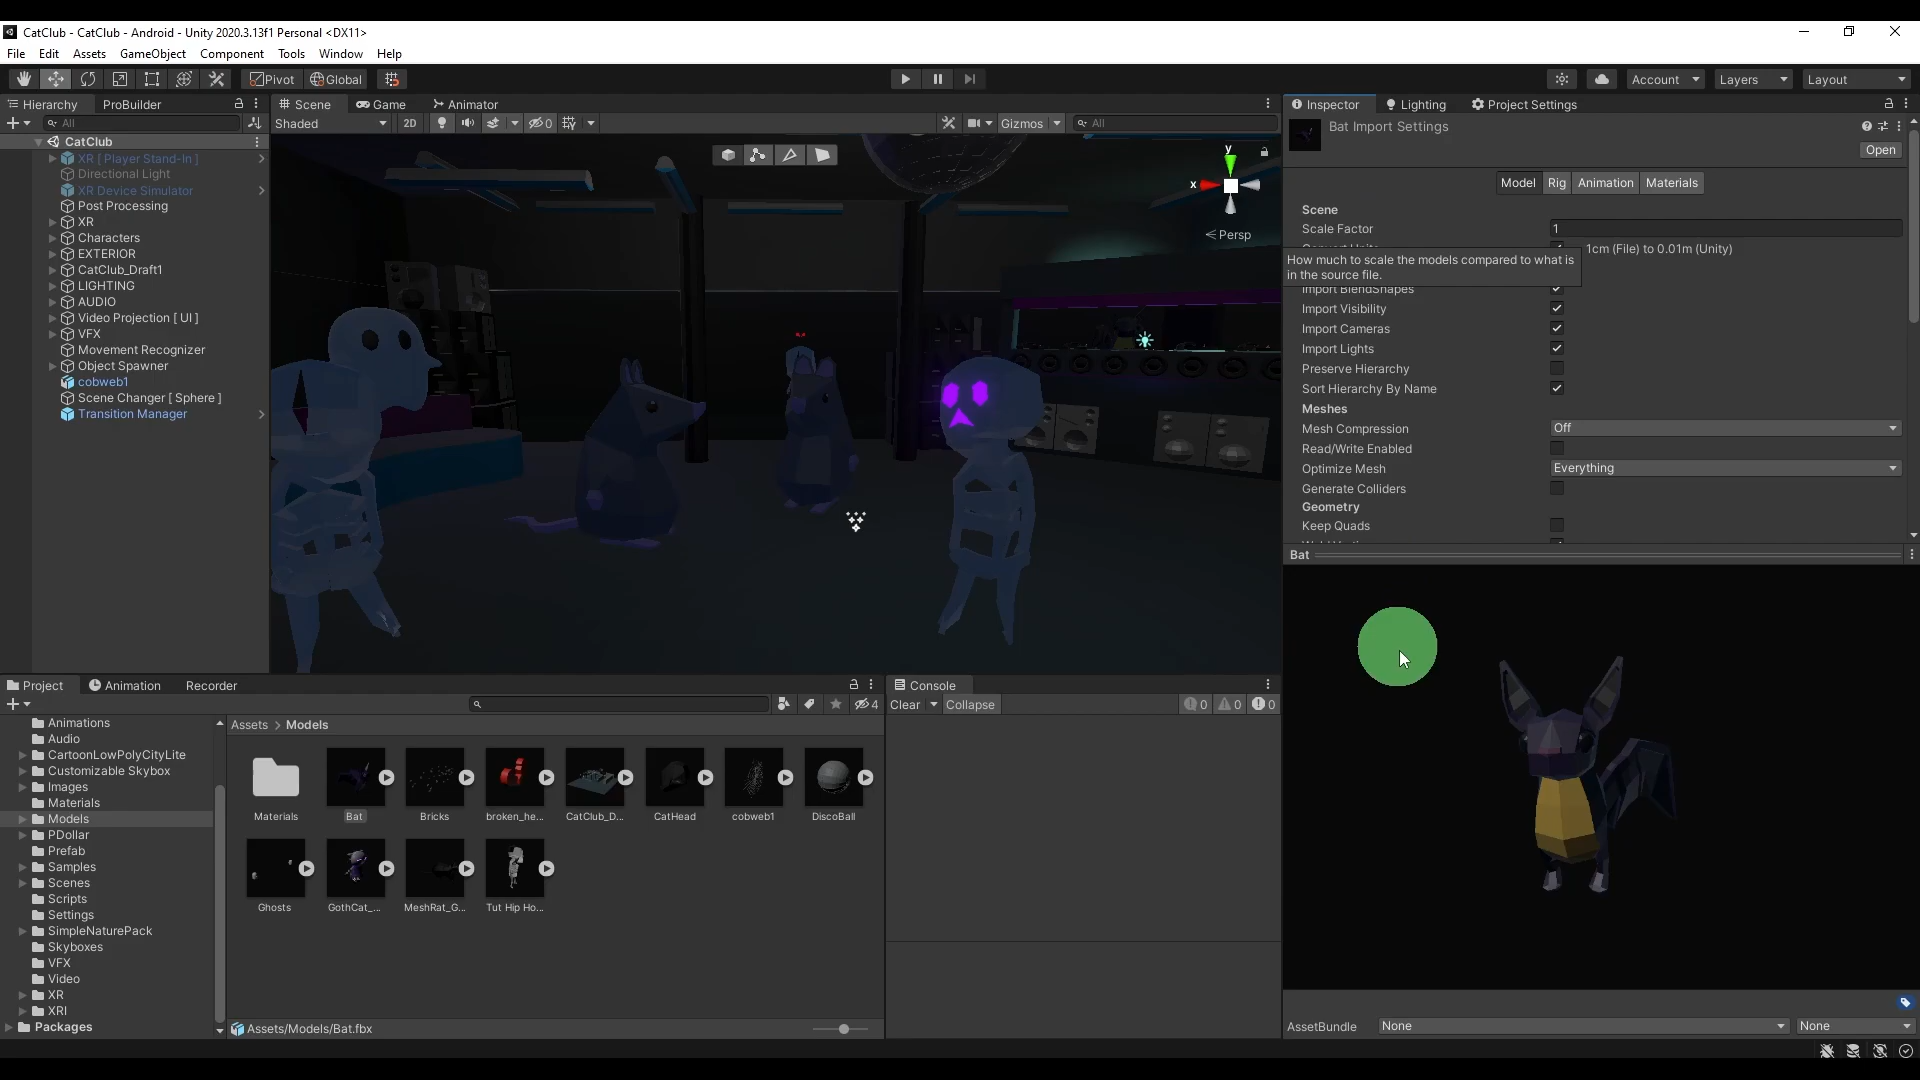 CatClub - CatClub - Android - Unity 2020.3.13f1 Personal <DX11>
File Edit Assets GameObject Component Tools Window Help
Pivot Global Account Layers Layout
Hierarchy ProBuilder
All
CatClub
XR [ Player Stand-In ]
Directional Light
XR Device Simulator
Post Processing
XR
Characters
EXTERIOR
CatClub_Draft1
LIGHTING
AUDIO
Video Projection [ UI ]
VFX
Movement Recognizer
Object Spawner
cobweb1
Scene Changer [ Sphere ]
Transition Manager
Scene Game Animator
Shaded 2D 0 Gizmos All
y
x
Persp
Inspector Lighting Project Settings
Bat Import Settings
Open
Model Rig Animation Materials
Scene
Scale Factor 1
1cm (File) to 0.01m (Unity)
How much to scale the models compared to what is
in the source file.
Import BlendShapes
Import Visibility
Import Cameras
Import Lights
Preserve Hierarchy
Sort Hierarchy By Name
Meshes
Mesh Compression Off
Read/Write Enabled
Optimize Mesh Everything
Generate Colliders
Geometry
Keep Quads
Bat
AssetBundle None None
Project Animation Recorder
4
Animations
Audio
CartoonLowPolyCityLite
Customizable Skybox
Images
Materials
Models
PDollar
Prefab
Samples
Scenes
Scripts
Settings
SimpleNaturePack
Skyboxes
VFX
Video
XR
XRI
Packages
Assets > Models
Materials Bat Bricks broken_he... CatClub_D... CatHead cobweb1 DiscoBall
Ghosts GothCat_... MeshRat_G... Tut Hip Ho...
Assets/Models/Bat.fbx
Console
Clear Collapse 0 0 0